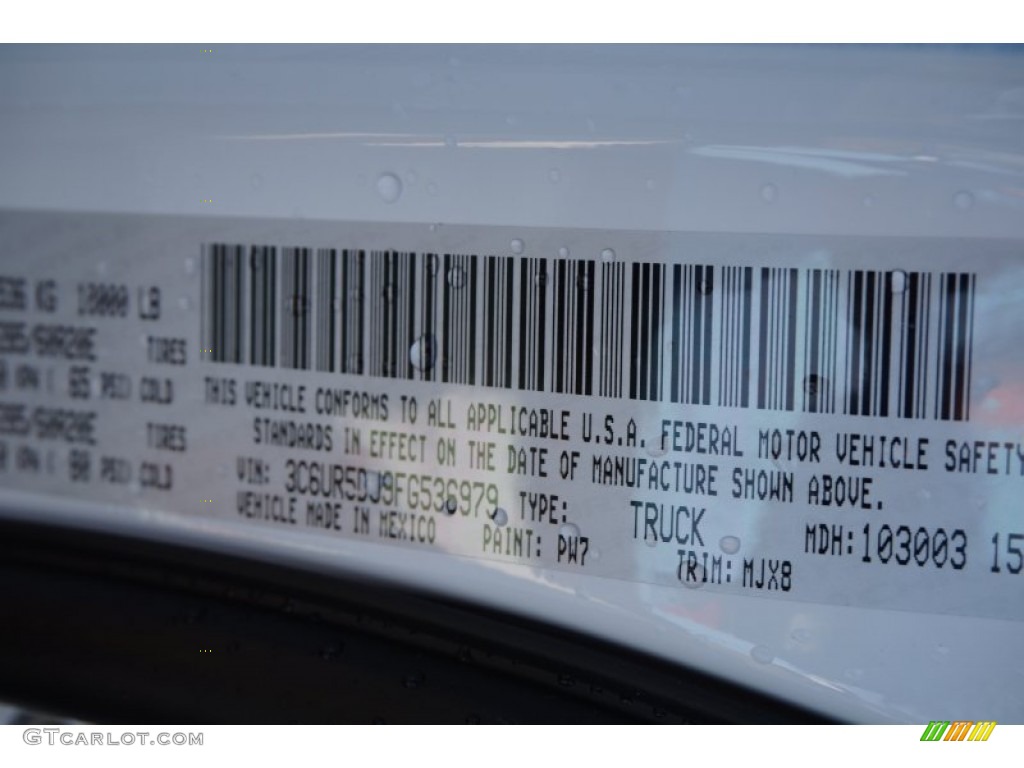 536 KG 10000 LB
TIRES
65 PSI COLD
TIRES
80 PSI COLD
THIS VEHICLE CONFORMS TO ALL APPLICABLE U.S.A. FEDERAL MOTOR VEHICLE SAFETY
STANDARDS IN EFFECT ON THE DATE OF MANUFACTURE SHOWN ABOVE.
VIN: 3C6UR5DJ9FG536979 TYPE: TRUCK MDH: 103003 15
VEHICLE MADE IN MEXICO PAINT: PW7 TRIM: MJX8
GTCarlot.com